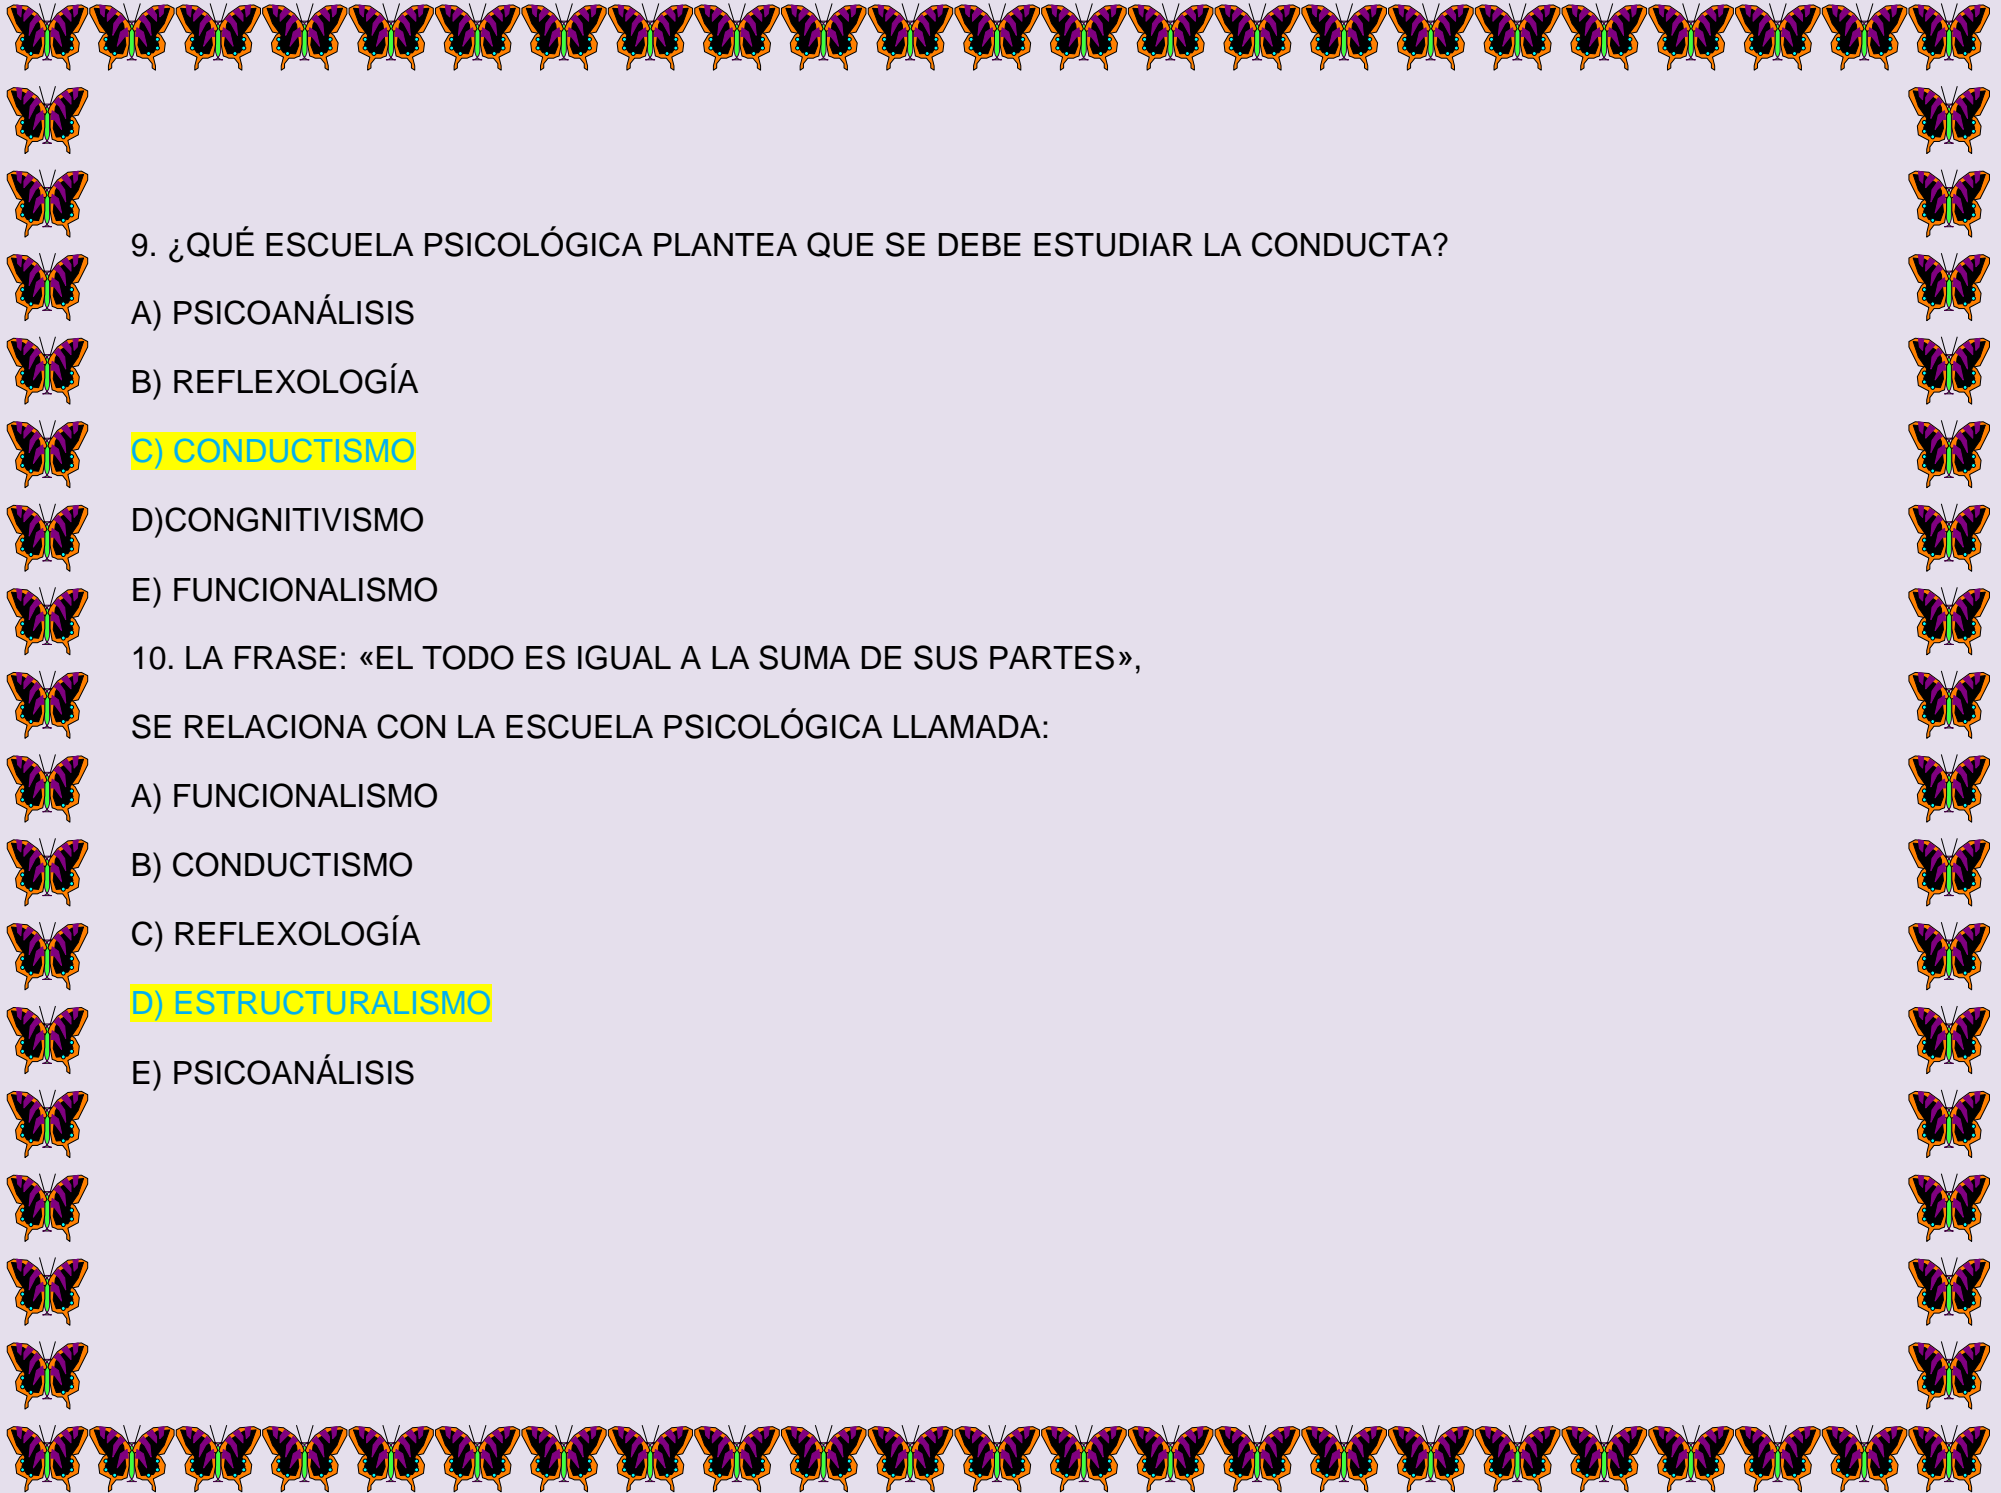 9. ¿QUÉ ESCUELA PSICOLÓGICA PLANTEA QUE SE DEBE ESTUDIAR LA CONDUCTA?
A) PSICOANÁLISIS
B) REFLEXOLOGÍA
C) CONDUCTISMO
D)CONGNITIVISMO
E) FUNCIONALISMO
10. LA FRASE: «EL TODO ES IGUAL A LA SUMA DE SUS PARTES»,
SE RELACIONA CON LA ESCUELA PSICOLÓGICA LLAMADA:
A) FUNCIONALISMO
B) CONDUCTISMO
C) REFLEXOLOGÍA
D) ESTRUCTURALISMO
E) PSICOANÁLISIS